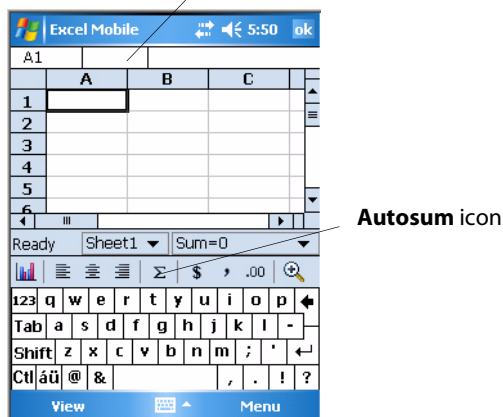 Excel Mobile 5:50 ok
A1
A B C
1
2
3
4
5
6
Autosum icon
Ready Sheet1 Sum=0
Σ $ , .00
123 q w e r t y u i o p
Tab a s d f g h j k l -
Shift z x c v b n m ; '
Ctl áü @ & , . ! ?
View Menu